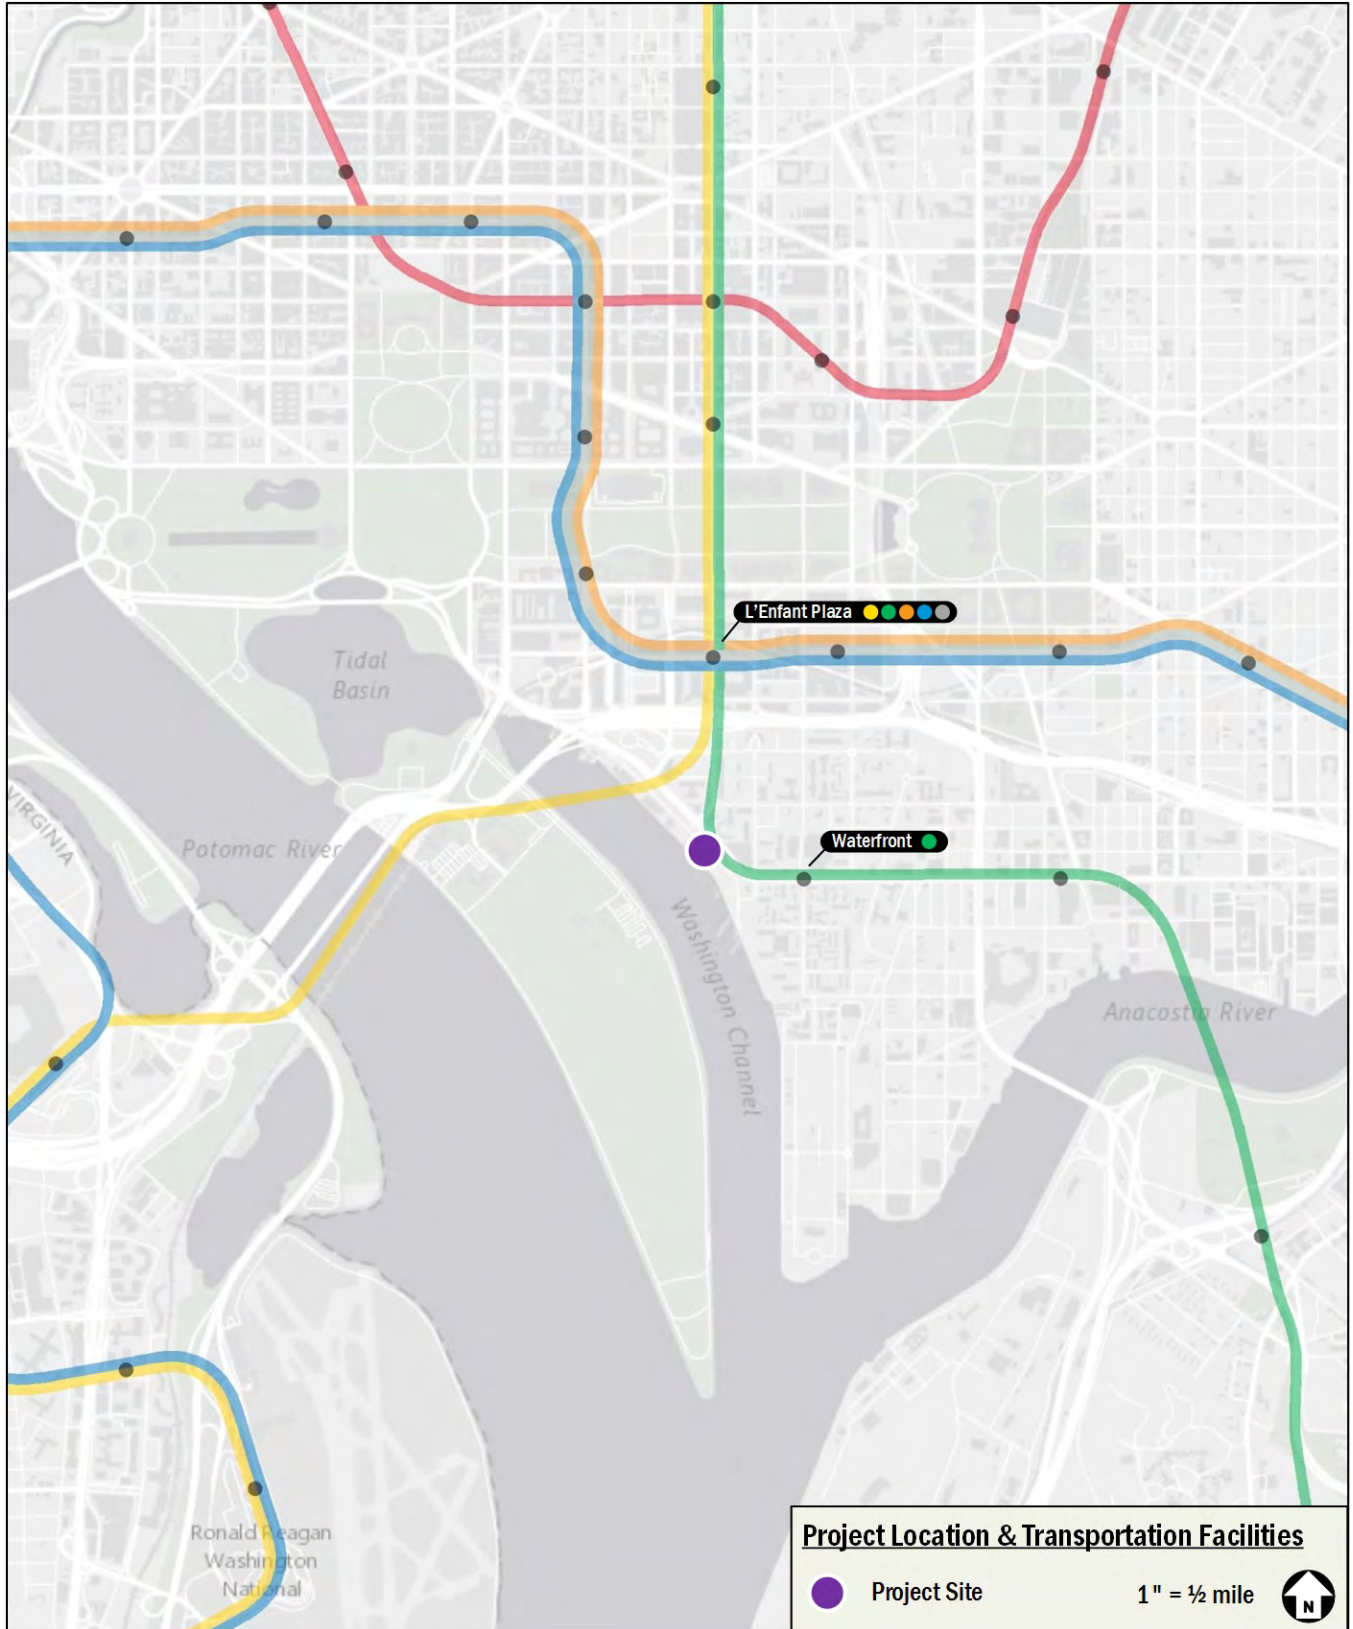 L'Enfant Plaza
Tidal
Basin
VIRGINIA
Potomac River
Waterfront
Washington Channel
Anacostia River
Ronald Reagan
Washington
National
Project Location & Transportation Facilities
Project Site
1" = ½ mile
N